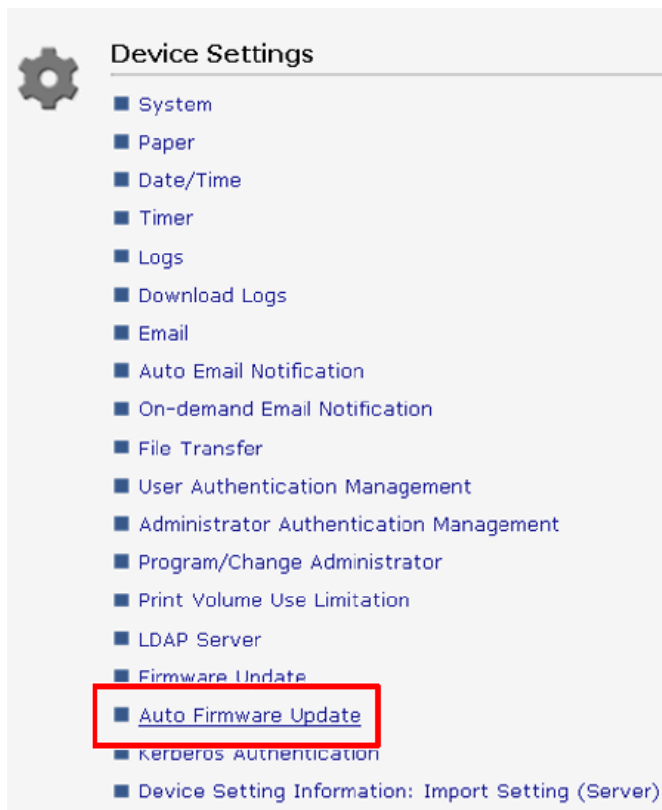 Device Settings
System
Paper
Date/Time
Timer
Logs
Download Logs
Email
Auto Email Notification
On-demand Email Notification
File Transfer
User Authentication Management
Administrator Authentication Management
Program/Change Administrator
Print Volume Use Limitation
LDAP Server
Firmware Update
Auto Firmware Update
Kerberos Authentication
Device Setting Information: Import Setting (Server)